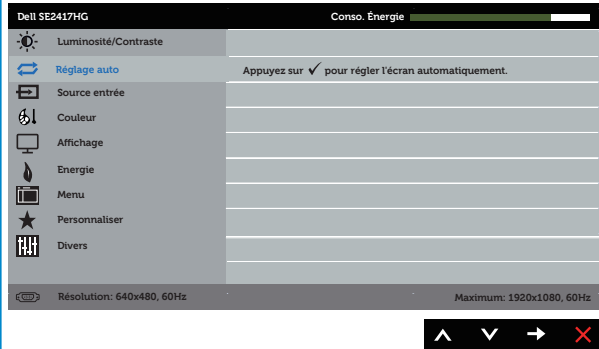 Dell SE2417HG Conso. Énergie
Luminosité/Contraste
Réglage auto Appuyez sur ✓ pour régler l'écran automatiquement.
Source entrée
Couleur
Affichage
Energie
Menu
Personnaliser
Divers
Résolution: 640x480, 60Hz Maximum: 1920x1080, 60Hz